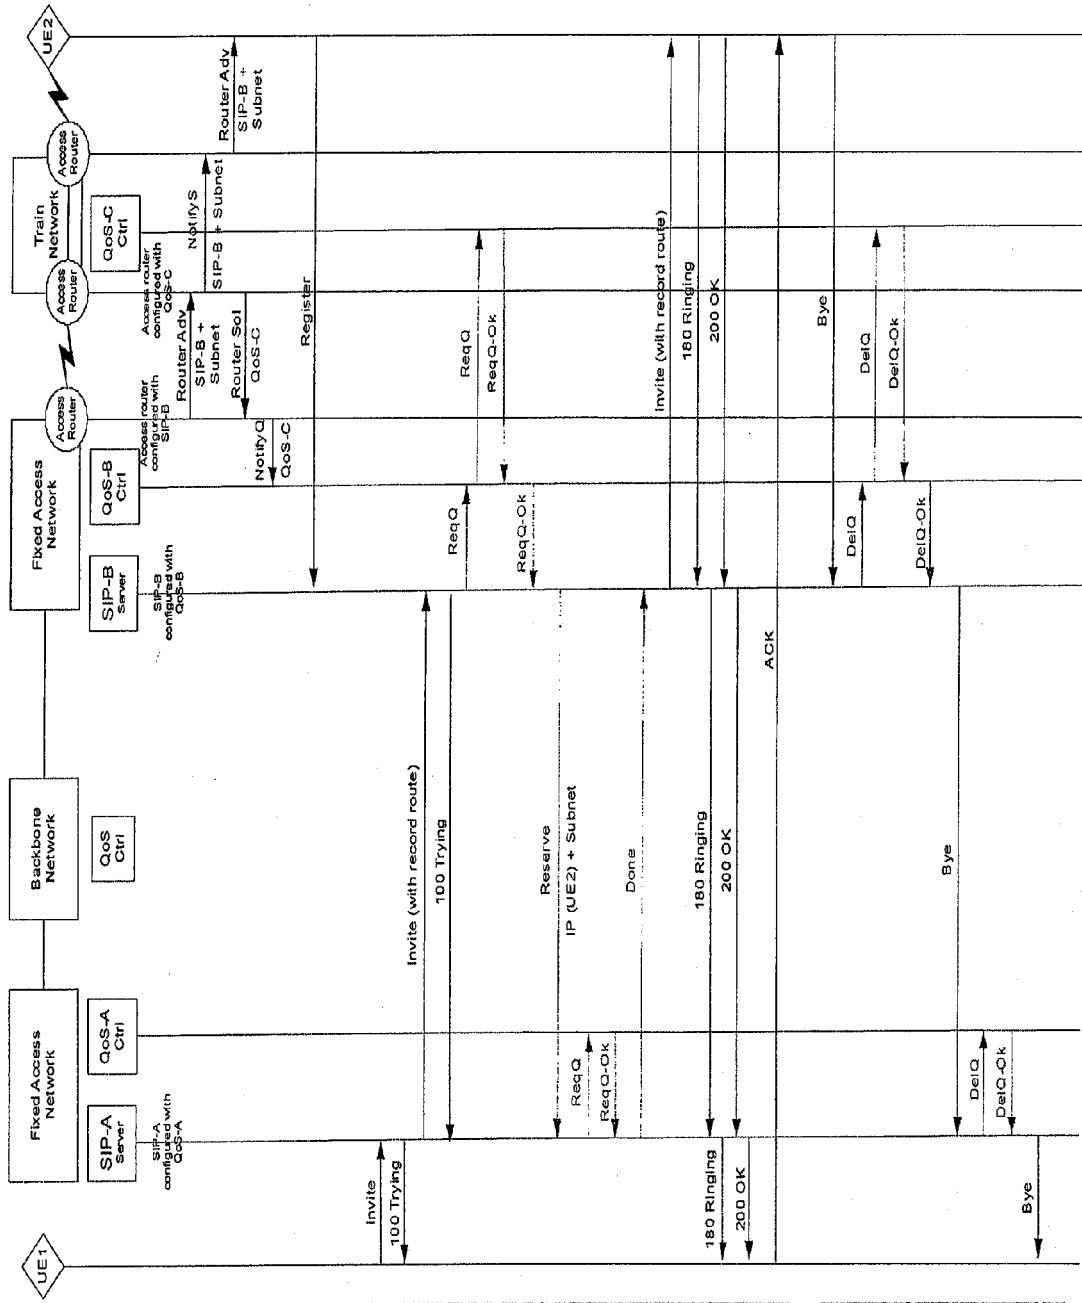 UE1
Fixed Access
Network
SIP-A
Server
QoS-A
Ctrl
SIP-A
configured with
QoS-A
Backbone
Network
QoS
Ctrl
Fixed Access
Network
SIP-B
Server
QoS-B
Ctrl
SIP-B
configured with
QoS-B
Access
Router
Access router
configured with
SIP-B
Train
Network
Access
Router
QoS-C
Ctrl
Access
Router
Access router
configured with
QoS-C
UE2
Router Adv
SIP-B +
Subnet
NotifyS
SIP-B + Subnet
Router Adv
SIP-B +
Subnet
Router Sol
QoS-C
NotifyQ
QoS-C
Register
Invite
100 Trying
Invite (with record route)
100 Trying
ReqQ
ReqQ
ReqQ-Ok
ReqQ-Ok
Reserve
IP (UE2) + Subnet
ReqQ
ReqQ-Ok
Done
Invite (with record route)
180 Ringing
200 OK
180 Ringing
200 OK
180 Ringing
200 OK
ACK
Bye
DelQ
DelQ
DelQ-Ok
DelQ-Ok
Bye
DelQ
DelQ-Ok
Bye